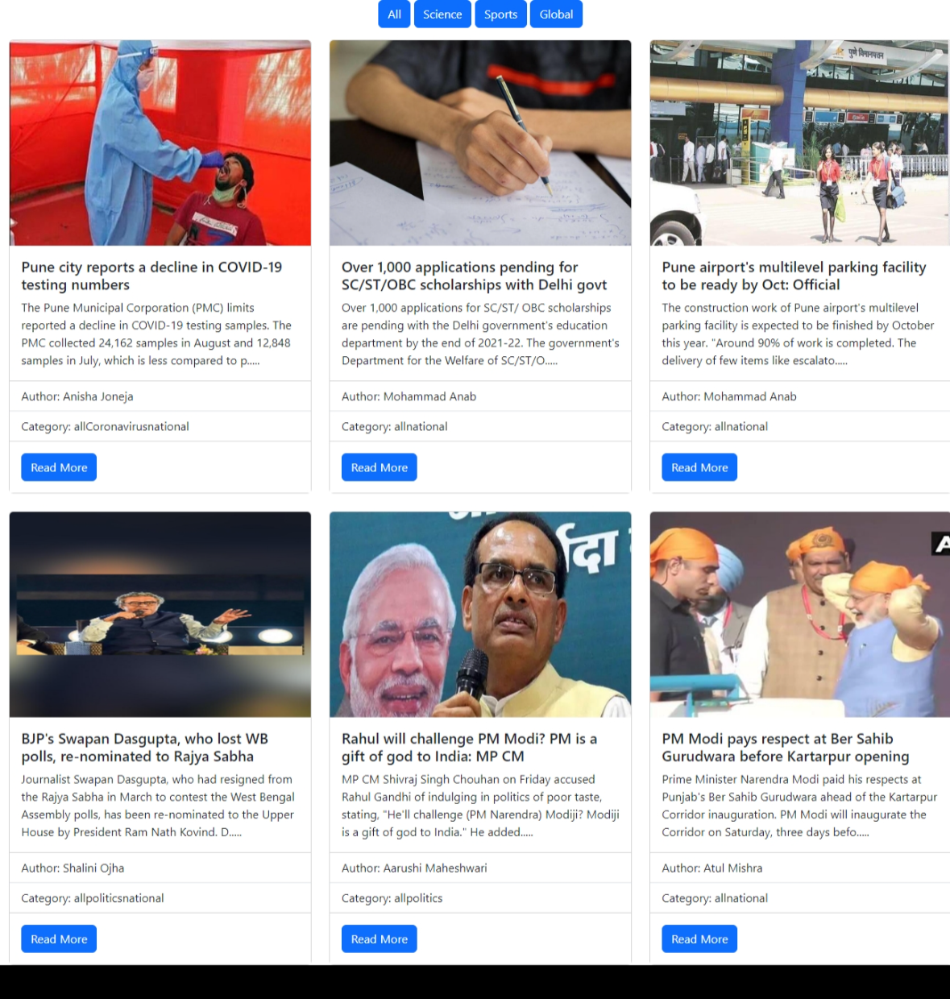 All Science Sports Global
पुणे विमानपत्तन
Pune city reports a decline in COVID-19
testing numbers
The Pune Municipal Corporation (PMC) limits
reported a decline in COVID-19 testing samples. The
PMC collected 24,162 samples in August and 12,848
samples in July, which is less compared to p.....
Author: Anisha Joneja
Category: allCoronavirusnational
Read More
Over 1,000 applications pending for
SC/ST/OBC scholarships with Delhi govt
Over 1,000 applications for SC/ST/ OBC scholarships
are pending with the Delhi government's education
department by the end of 2021-22. The government's
Department for the Welfare of SC/ST/O.....
Author: Mohammad Anab
Category: allnational
Read More
Pune airport's multilevel parking facility
to be ready by Oct: Official
The construction work of Pune airport's multilevel
parking facility is expected to be finished by October
this year. "Around 90% of work is completed. The
delivery of few items like escalato.....
Author: Mohammad Anab
Category: allnational
Read More
BJP's Swapan Dasgupta, who lost WB
polls, re-nominated to Rajya Sabha
Journalist Swapan Dasgupta, who had resigned from
the Rajya Sabha in March to contest the West Bengal
Assembly polls, has been re-nominated to the Upper
House by President Ram Nath Kovind. D.....
Author: Shalini Ojha
Category: allpoliticsnational
Read More
Rahul will challenge PM Modi? PM is a
gift of god to India: MP CM
MP CM Shivraj Singh Chouhan on Friday accused
Rahul Gandhi of indulging in politics of poor taste,
stating, "He'll challenge (PM Narendra) Modiji? Modiji
is a gift of god to India." He added.....
Author: Aarushi Maheshwari
Category: allpolitics
Read More
PM Modi pays respect at Ber Sahib
Gurudwara before Kartarpur opening
Prime Minister Narendra Modi paid his respects at
Punjab's Ber Sahib Gurudwara ahead of the Kartarpur
Corridor inauguration. PM Modi will inaugurate the
Corridor on Saturday, three days befo.....
Author: Atul Mishra
Category: allnational
Read More